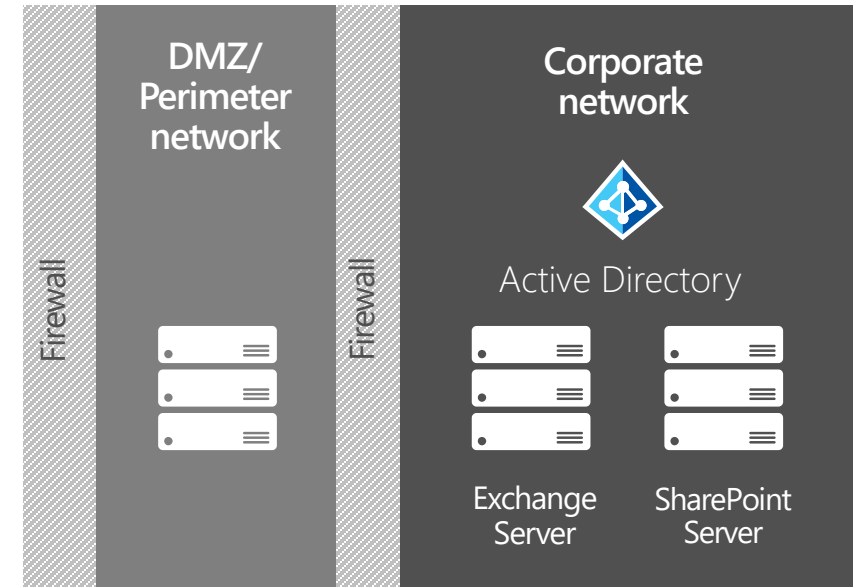 Firewall
DMZ/
Perimeter
network
Firewall
Corporate
network
Active Directory
Exchange
Server
SharePoint
Server